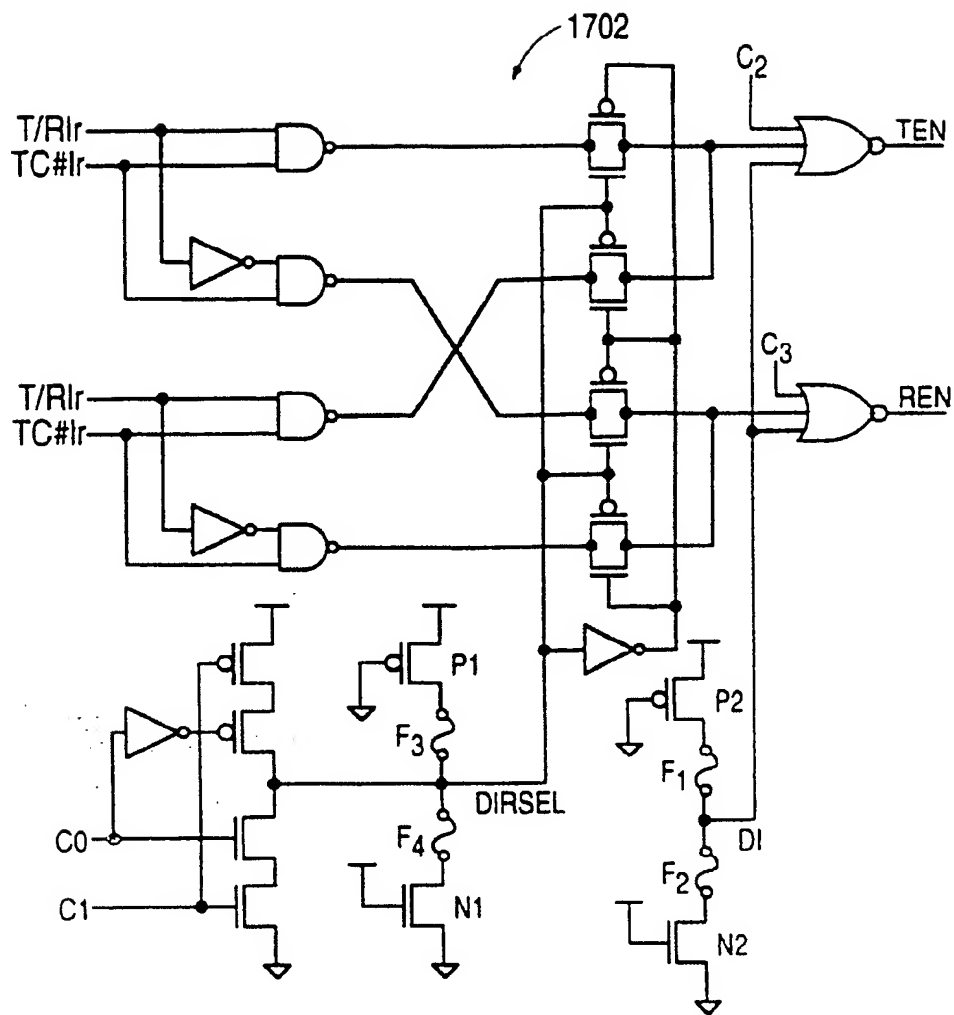 1702
C2
T/RIr
TC#Ir
TEN
C3
T/RIr
TC#Ir
REN
P1
P2
F3
F1
DIRSEL
DI
C0
F4
F2
C1
N1
N2